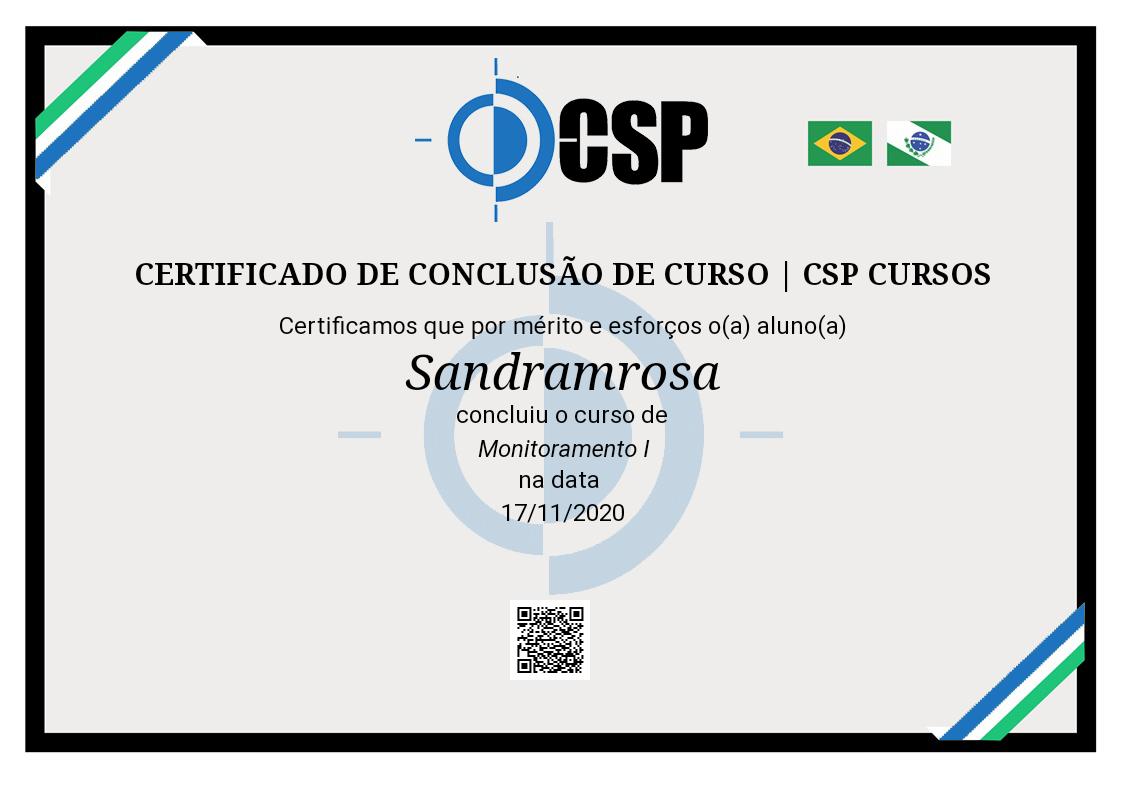 CSP
CERTIFICADO DE CONCLUSÃO DE CURSO | CSP CURSOS
Certificamos que por mérito e esforços o(a) aluno(a)
Sandramrosa
concluiu o curso de
Monitoramento I
na data
17/11/2020